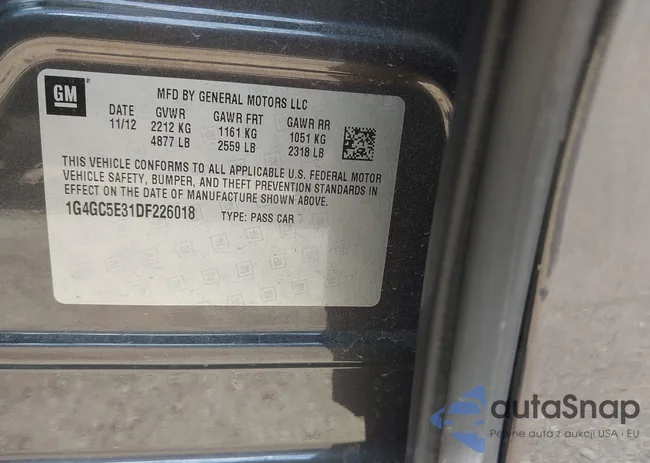 GM
MFD BY GENERAL MOTORS LLC
DATE GVWR GAWR FRT GAWR RR
11/12 2212 KG 1161 KG 1051 KG
4877 LB 2559 LB 2318 LB
THIS VEHICLE CONFORMS TO ALL APPLICABLE U.S. FEDERAL MOTOR
VEHICLE SAFETY, BUMPER, AND THEFT PREVENTION STANDARDS IN
EFFECT ON THE DATE OF MANUFACTURE SHOWN ABOVE.
1G4GC5E31DF226018 TYPE: PASS CAR
autoSnap
Pewne auta z aukcji USA i EU